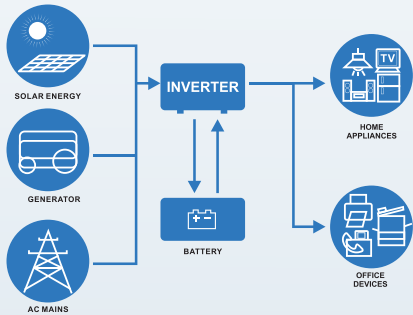 SOLAR ENERGY
GENERATOR
AC MAINS
INVERTER
BATTERY
TV
HOME
APPLIANCES
OFFICE
DEVICES